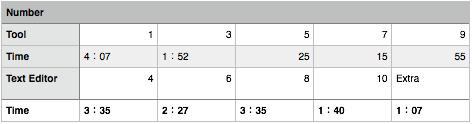 Number
Tool 1 3 5 7 9
Time 4：07 1：52 25 15 55
Text Editor 4 6 8 10 Extra
Time 3：35 2：27 3：35 1：40 1：07